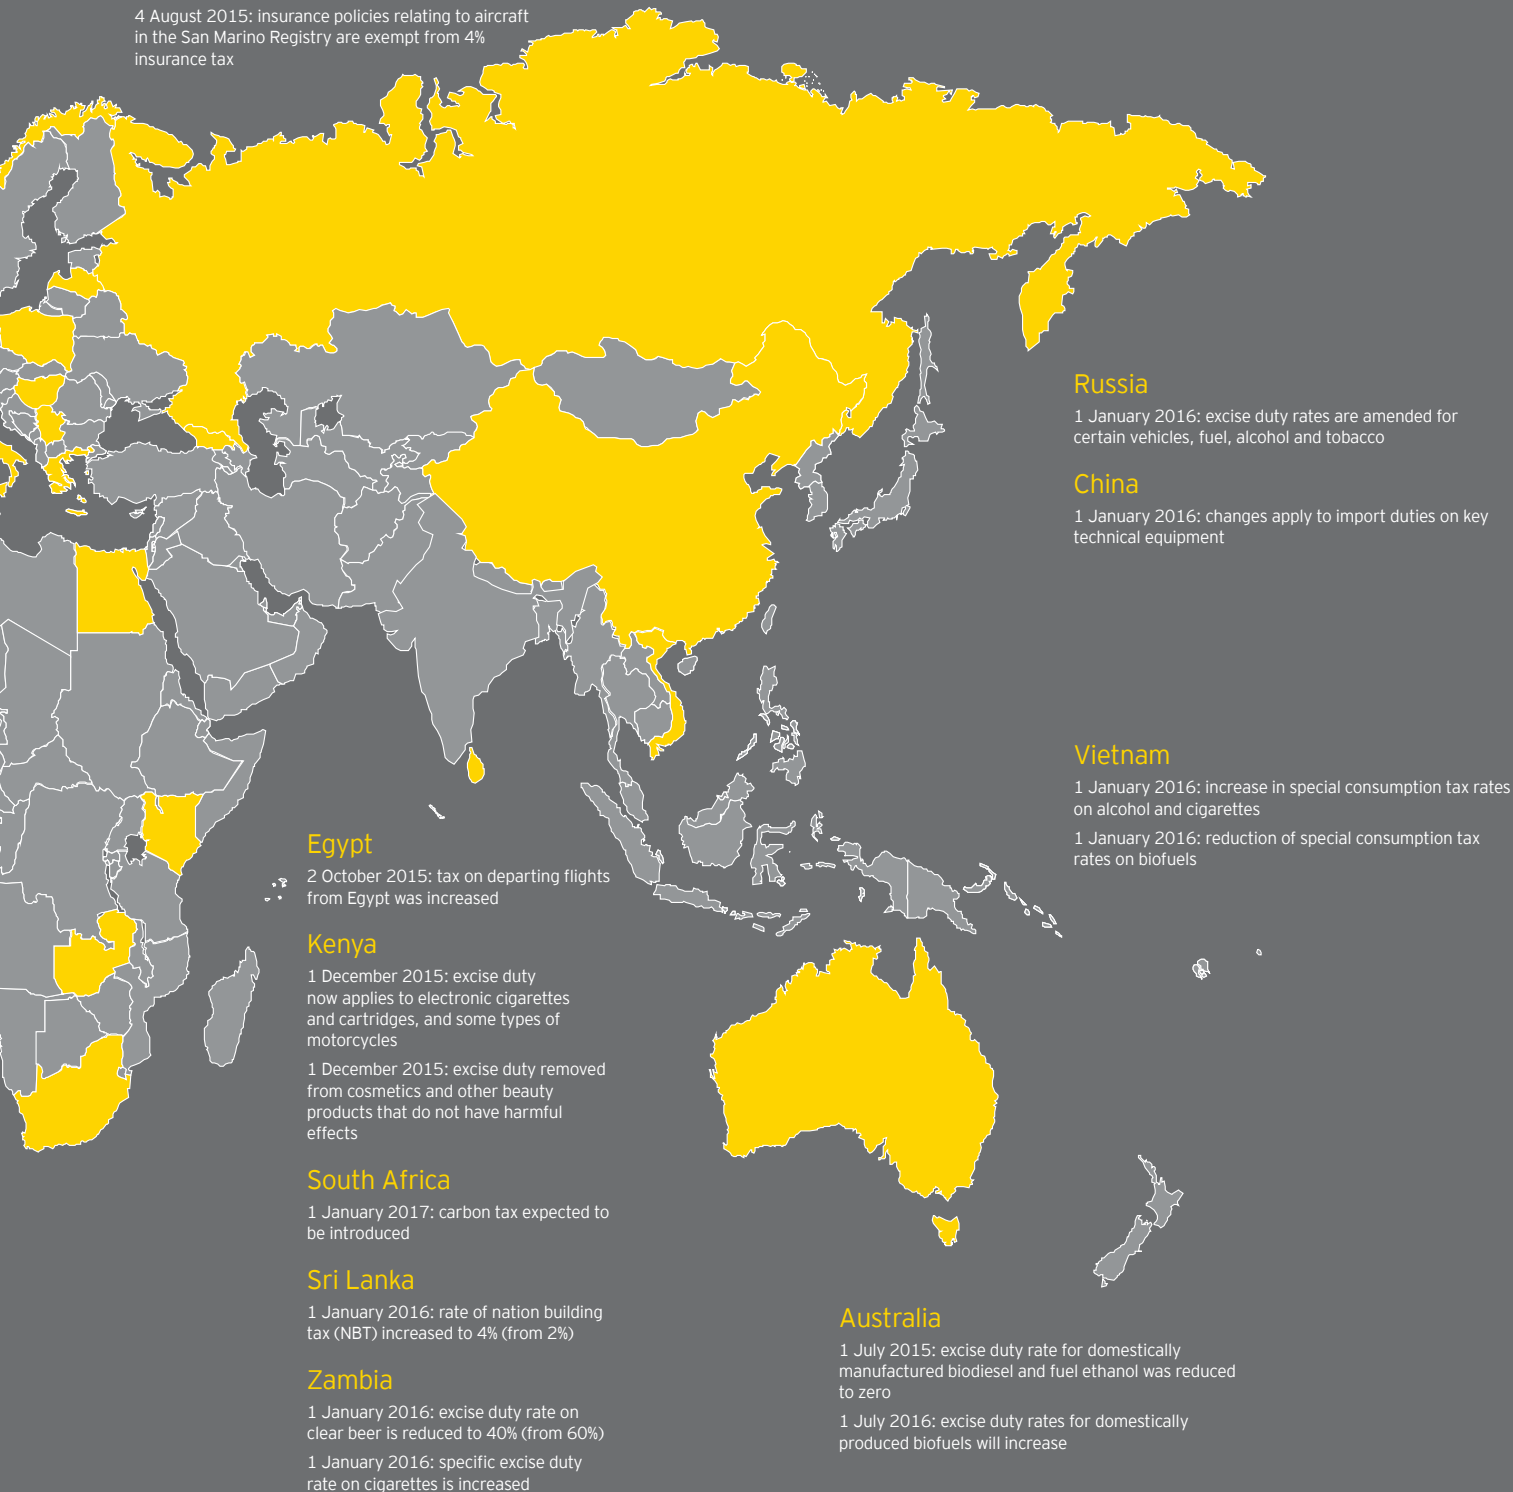 4 August 2015: insurance policies relating to aircraft
in the San Marino Registry are exempt from 4%
insurance tax
Russia
1 January 2016: excise duty rates are amended for
certain vehicles, fuel, alcohol and tobacco
China
1 January 2016: changes apply to import duties on key
technical equipment
Vietnam
1 January 2016: increase in special consumption tax rates
on alcohol and cigarettes
1 January 2016: reduction of special consumption tax
rates on biofuels
Egypt
2 October 2015: tax on departing flights
from Egypt was increased
Kenya
1 December 2015: excise duty
now applies to electronic cigarettes
and cartridges, and some types of
motorcycles
1 December 2015: excise duty removed
from cosmetics and other beauty
products that do not have harmful
effects
South Africa
1 January 2017: carbon tax expected to
be introduced
Sri Lanka
1 January 2016: rate of nation building
tax (NBT) increased to 4% (from 2%)
Zambia
1 January 2016: excise duty rate on
clear beer is reduced to 40% (from 60%)
1 January 2016: specific excise duty
rate on cigarettes is increased
Australia
1 July 2015: excise duty rate for domestically
manufactured biodiesel and fuel ethanol was reduced
to zero
1 July 2016: excise duty rates for domestically
produced biofuels will increase